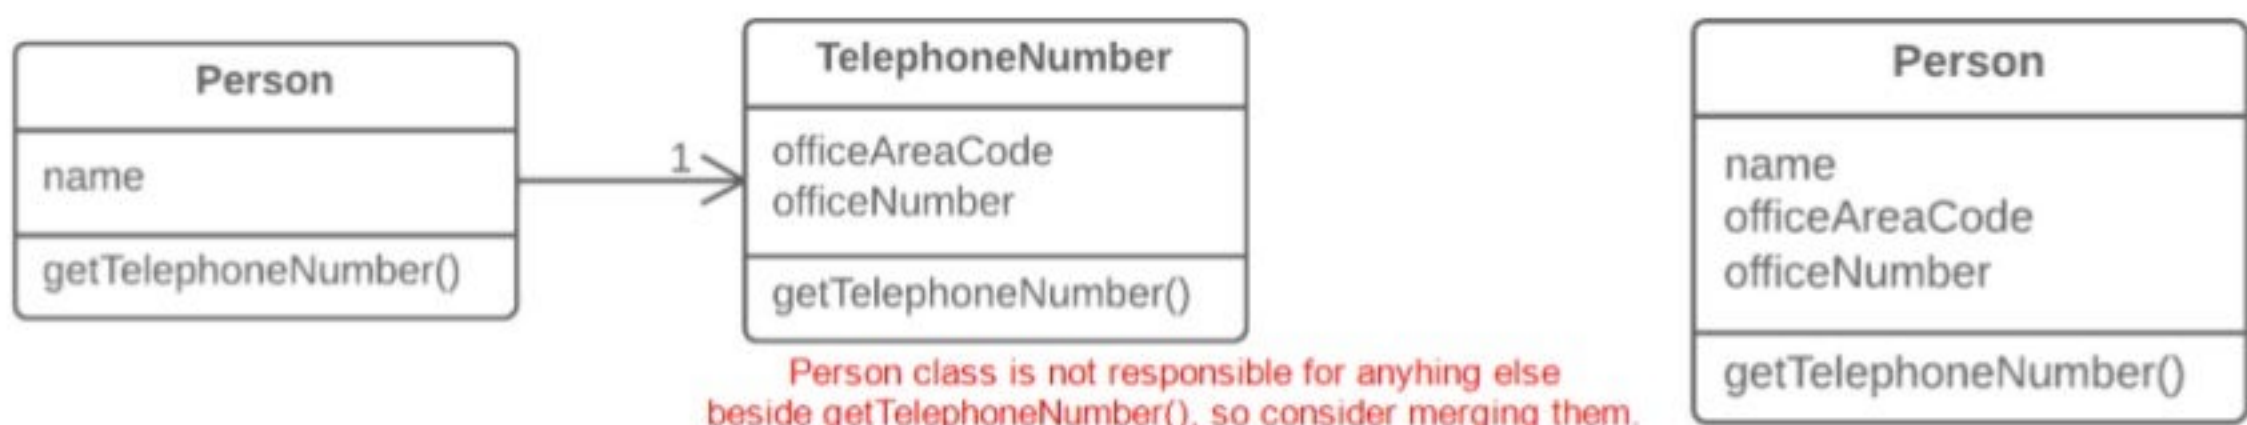 Person
name
getTelephoneNumber()
1
TelephoneNumber
officeAreaCode
officeNumber
getTelephoneNumber()
Person class is not responsible for anyhing else
beside getTelephoneNumber(), so consider merging them.
Person
name
officeAreaCode
officeNumber
getTelephoneNumber()